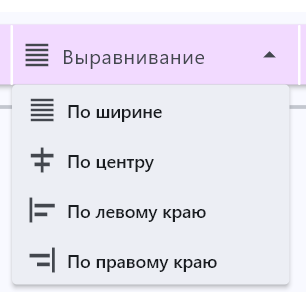 Выравнивание
По ширине
По центру
По левому краю
По правому краю